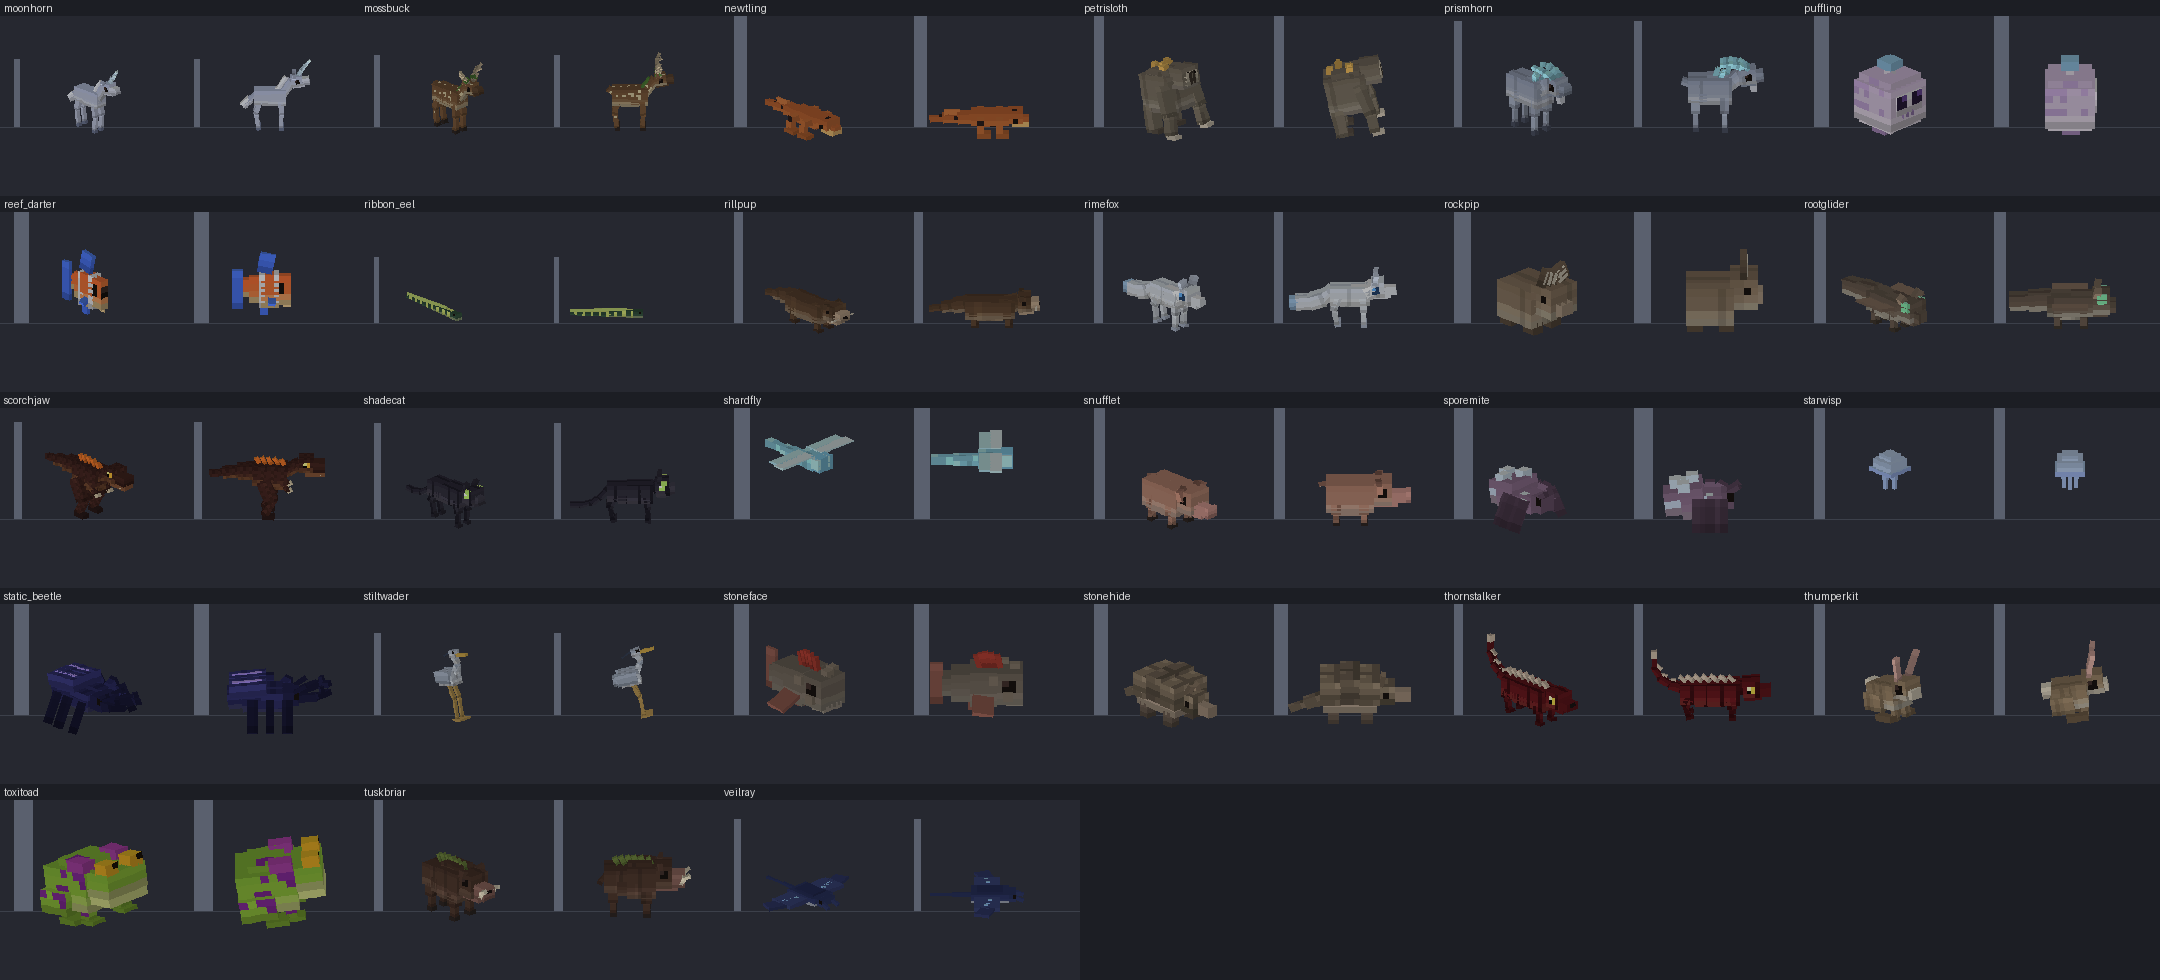 moonhorn mossbuck newtling petrisloth prismhorn puffling
reef_darter ribbon_eel rillpup rimefox rockpip rootglider
scorchjaw shadecat shardfly snufflet sporemite starwisp
static_beetle stiltwader stoneface stonehide thornstalker thumperkit
toxitoad tuskbriar veilray